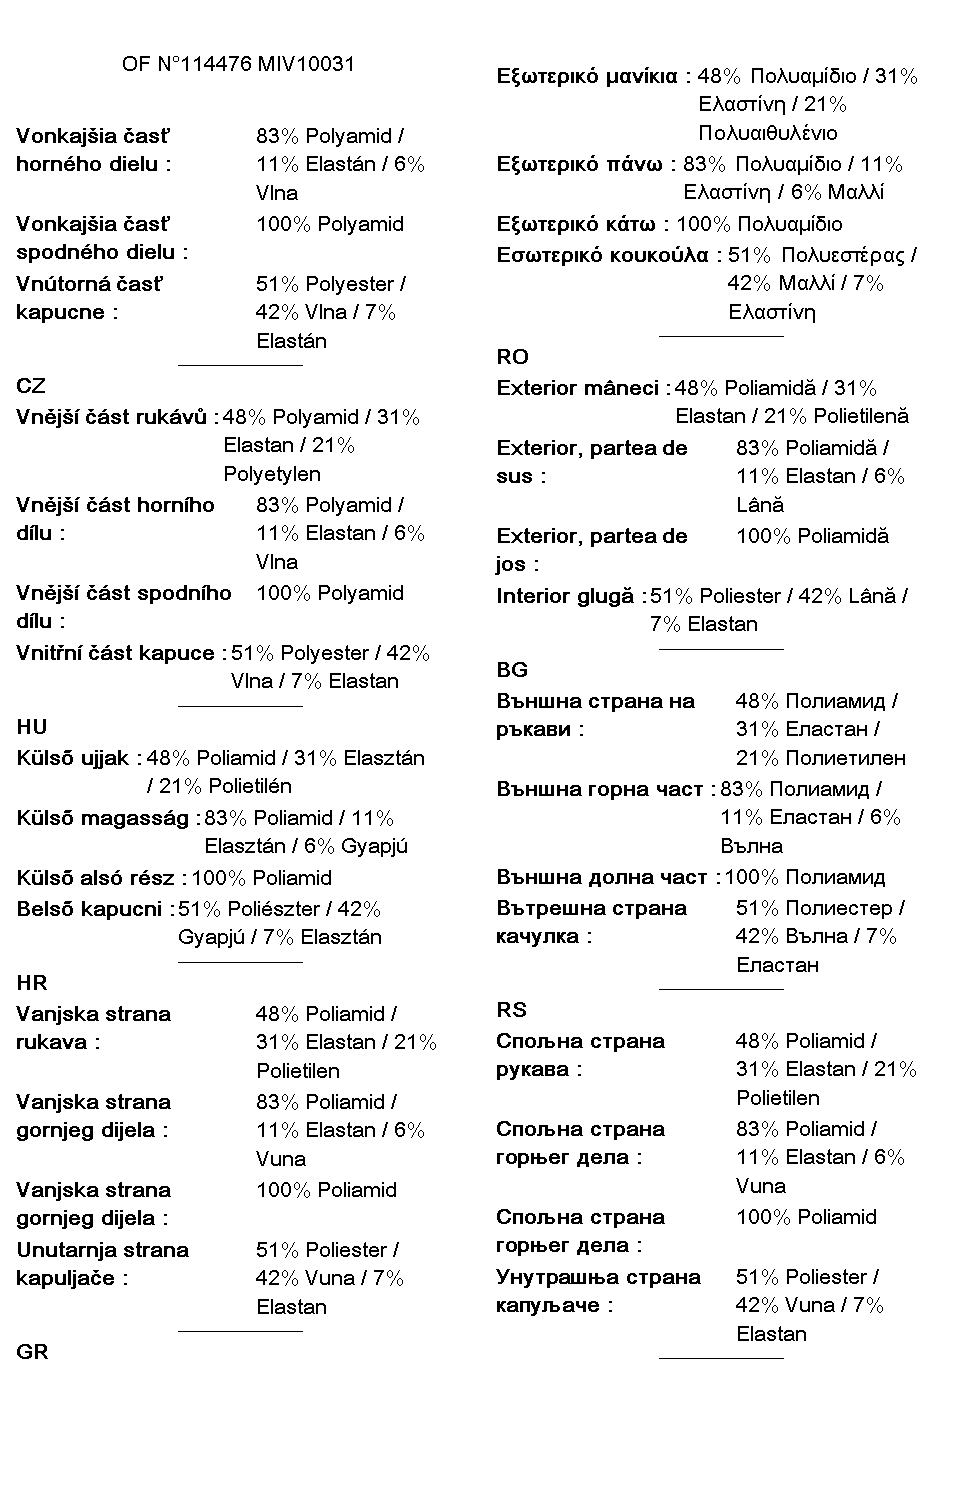 OF N°114476 MIV10031
Vonkajšia časť 83% Polyamid /
horného dielu : 11% Elastán / 6%
Vlna
Vonkajšia časť 100% Polyamid
spodného dielu :
Vnútorná časť 51% Polyester /
kapucne : 42% Vlna / 7%
Elastán
CZ
Vnější část rukávů : 48% Polyamid / 31%
Elastan / 21%
Polyetylen
Vnější část horního 83% Polyamid /
dílu : 11% Elastan / 6%
Vlna
Vnější část spodního 100% Polyamid
dílu :
Vnitřní část kapuce : 51% Polyester / 42%
Vlna / 7% Elastan
HU
Külső ujjak : 48% Poliamid / 31% Elasztán
/ 21% Polietilén
Külső magasság : 83% Poliamid / 11%
Elasztán / 6% Gyapjú
Külső alsó rész : 100% Poliamid
Belső kapucni : 51% Poliészter / 42%
Gyapjú / 7% Elasztán
HR
Vanjska strana 48% Poliamid /
rukava : 31% Elastan / 21%
Polietilen
Vanjska strana 83% Poliamid /
gornjeg dijela : 11% Elastan / 6%
Vuna
Vanjska strana 100% Poliamid
gornjeg dijela :
Unutarnja strana 51% Poliester /
kapuljače : 42% Vuna / 7%
Elastan
GR
Εξωτερικό μανίκια : 48% Πολυαμίδιο / 31%
Ελαστίνη / 21%
Πολυαιθυλένιο
Εξωτερικό πάνω : 83% Πολυαμίδιο / 11%
Ελαστίνη / 6% Μαλλί
Εξωτερικό κάτω : 100% Πολυαμίδιο
Εσωτερικό κουκούλα : 51% Πολυεστέρας /
42% Μαλλί / 7%
Ελαστίνη
RO
Exterior mâneci : 48% Poliamidă / 31%
Elastan / 21% Polietilenă
Exterior, partea de 83% Poliamidă /
sus : 11% Elastan / 6%
Lână
Exterior, partea de 100% Poliamidă
jos :
Interior glugă : 51% Poliester / 42% Lână /
7% Elastan
BG
Външна страна на 48% Полиамид /
ръкави : 31% Еластан /
21% Полиетилен
Външна горна част : 83% Полиамид /
11% Еластан / 6%
Вълна
Външна долна част : 100% Полиамид
Вътрешна страна 51% Полиестер /
качулка : 42% Вълна / 7%
Еластан
RS
Спољна страна 48% Poliamid /
рукава : 31% Elastan / 21%
Polietilen
Спољна страна 83% Poliamid /
горњег дела : 11% Elastan / 6%
Vuna
Спољна страна 100% Poliamid
горњег дела :
Унутрашња страна 51% Poliester /
капуљаче : 42% Vuna / 7%
Elastan